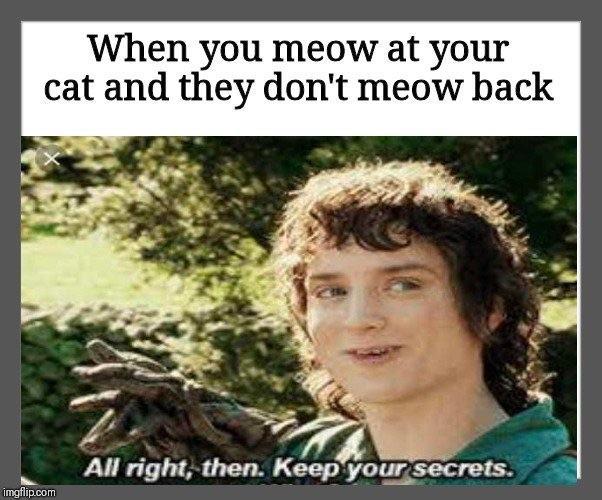 When you meow at your
cat and they don't meow back
All right, then. Keep your secrets.
imgflip.com